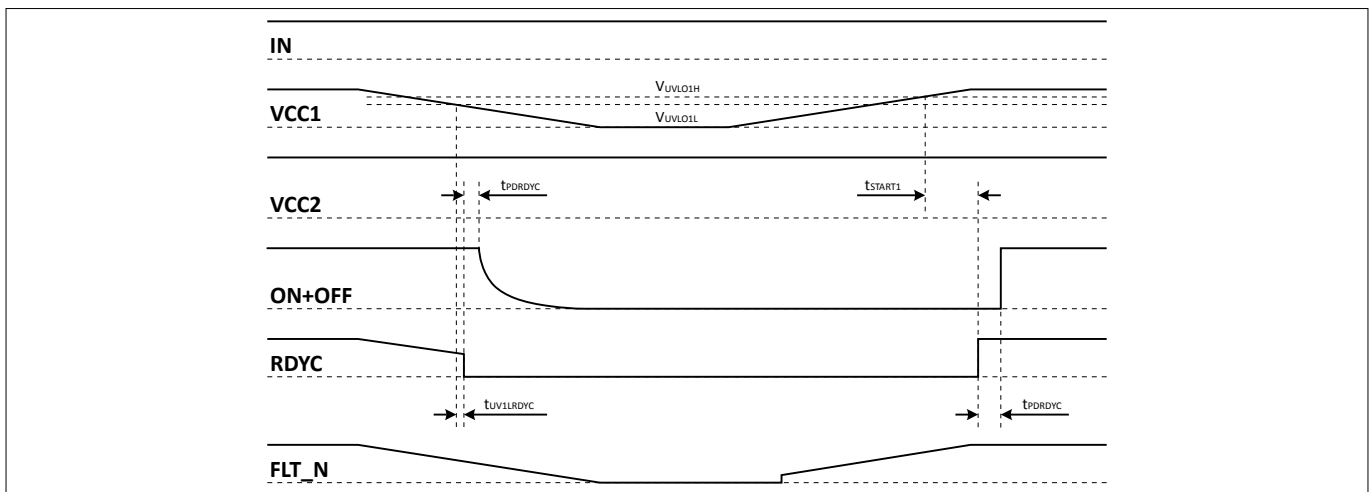 IN
VUVLO1H
VCC1
VUVLO1L
tPDRDYC
tSTART1
VCC2
ON+OFF
RDYC
tUV1LRDYC
tPDRDYC
FLT_N